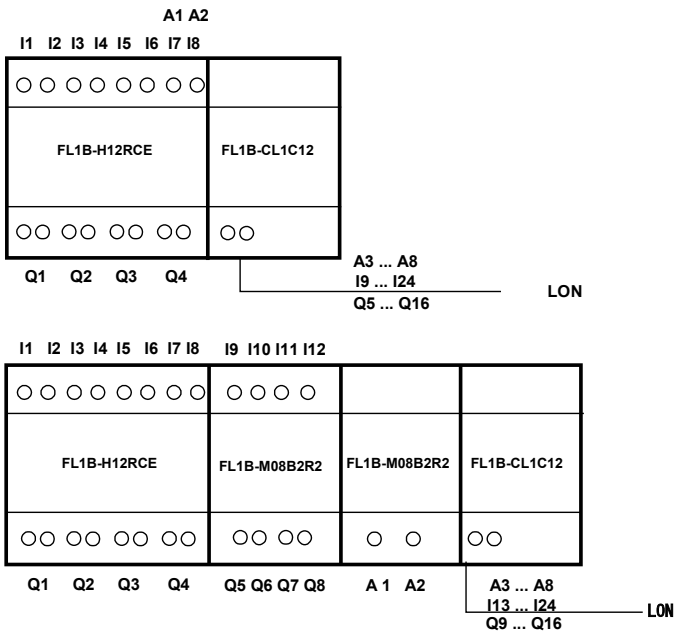 A1 A2
I1 I2 I3 I4 I5 I6 I7 I8
FL1B-H12RCE FL1B-CL1C12
Q1 Q2 Q3 Q4
A3 ... A8
I9 ... I24
Q5 ... Q16
LON
I1 I2 I3 I4 I5 I6 I7 I8 I9 I10 I11 I12
FL1B-H12RCE FL1B-M08B2R2 FL1B-M08B2R2 FL1B-CL1C12
Q1 Q2 Q3 Q4 Q5 Q6 Q7 Q8 A 1 A2 A3 ... A8
I13 ... I24
Q9 ... Q16
LON